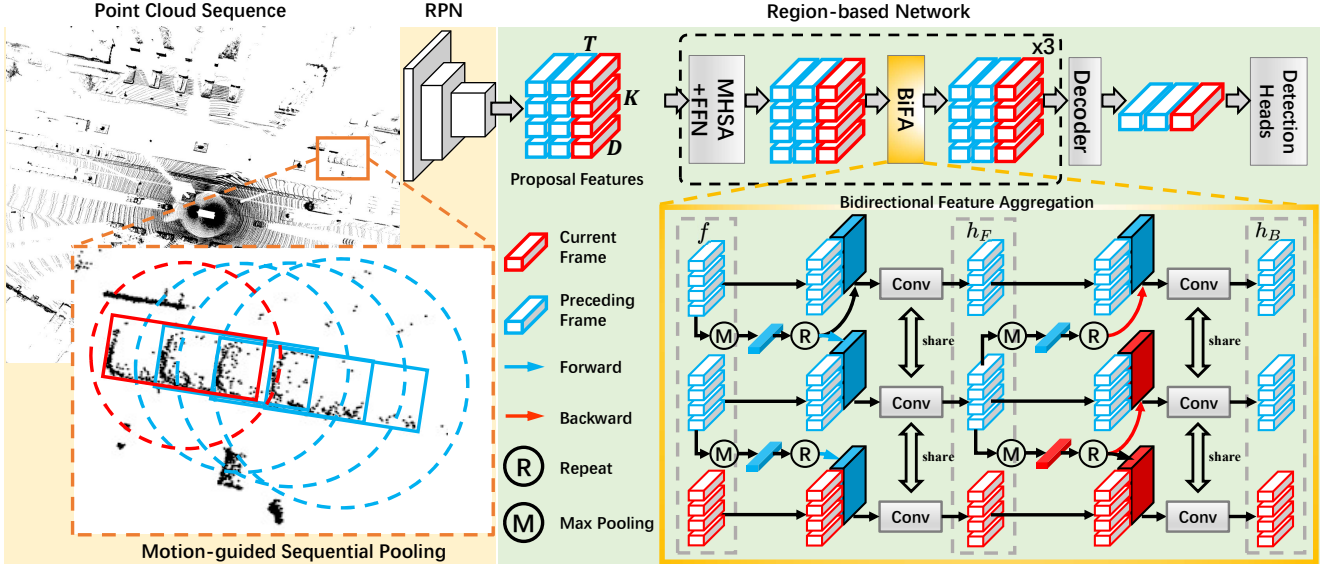 Point Cloud Sequence
RPN
Region-based Network
T
K
D
Proposal Features
MHSA
+FFN
BiFA
x3
Decoder
Detection
Heads
Bidirectional Feature Aggregation
Current
Frame
Preceding
Frame
Forward
Backward
R
Repeat
M
Max Pooling
f
h_F
h_B
Conv
Conv
M
R
share
M
R
share
Conv
Conv
M
R
share
M
R
share
Conv
Conv
Motion-guided Sequential Pooling